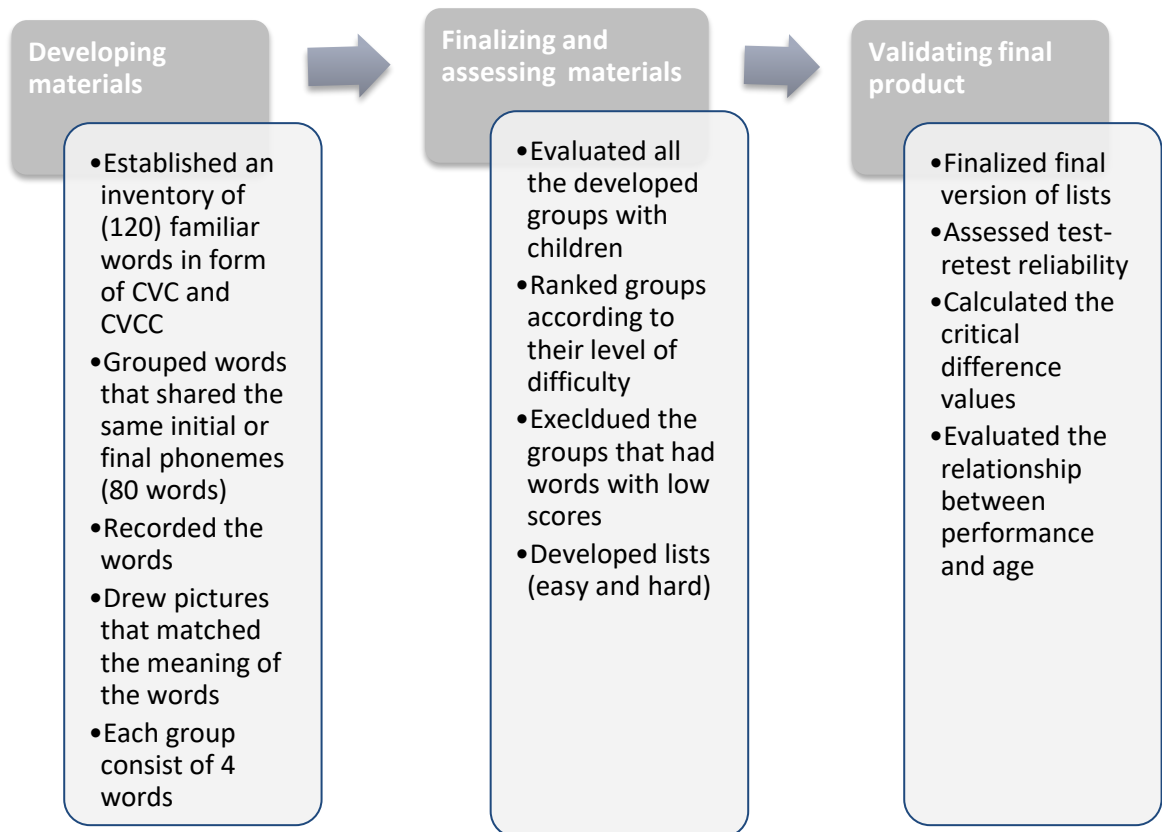 Developing
materials
•Established an
inventory of
(120) familiar
words in form
of CVC and
CVCC
•Grouped words
that shared the
same initial or
final phonemes
(80 words)
•Recorded the
words
•Drew pictures
that matched
the meaning of
the words
•Each group
consist of 4
words
Finalizing and
assessing materials
•Evaluated all
the developed
groups with
children
•Ranked groups
according to
their level of
difficulty
•Execldued the
groups that had
words with low
scores
•Developed lists
(easy and hard)
Validating final
product
•Finalized final
version of lists
•Assessed test-
retest reliability
•Calculated the
critical
difference
values
•Evaluated the
relationship
between
performance
and age